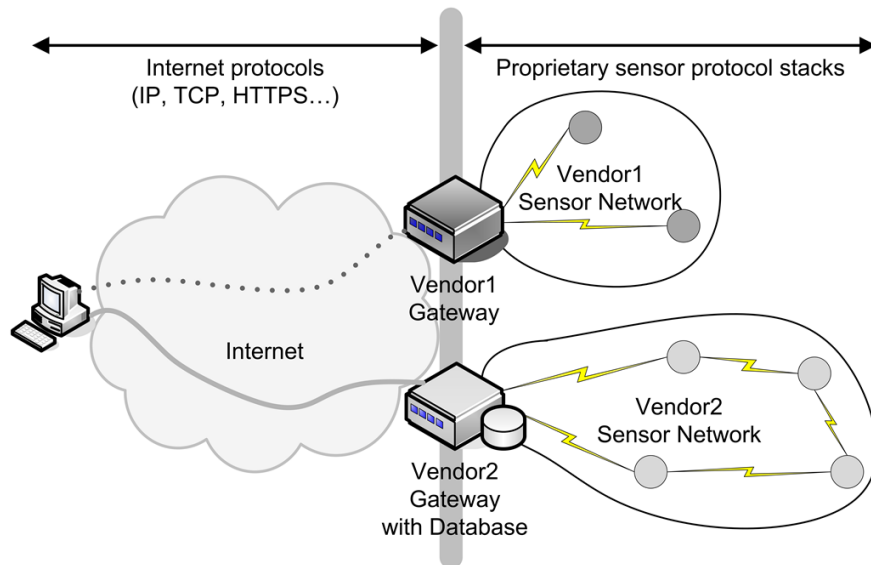 Internet protocols
(IP, TCP, HTTPS…)
Proprietary sensor protocol stacks
Vendor1
Sensor Network
Vendor1
Gateway
Internet
Vendor2
Sensor Network
Vendor2
Gateway
with Database